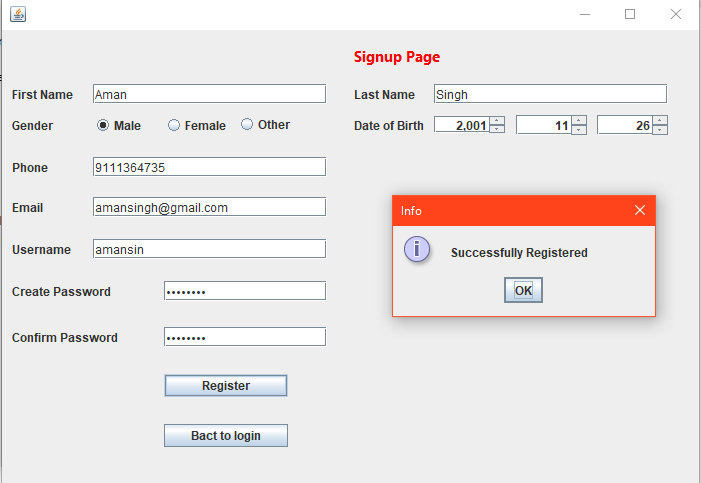 Signup Page
First Name Aman Last Name Singh
Gender Male Female Other Date of Birth 2,001 11 26
Phone 9111364735
Email amansingh@gmail.com
Info
Successfully Registered
OK
Username amansin
Create Password ••••••••
Confirm Password ••••••••
Register
Bact to login